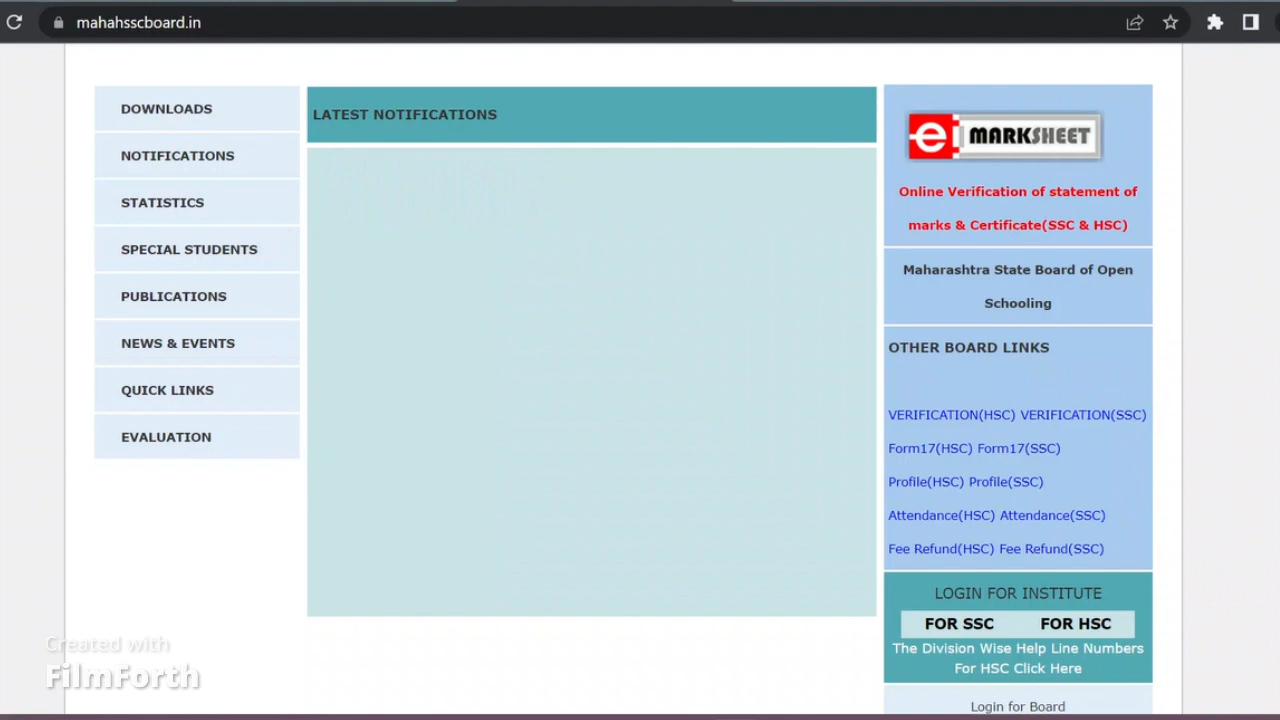 mahahsscboard.in
DOWNLOADS
NOTIFICATIONS
STATISTICS
SPECIAL STUDENTS
PUBLICATIONS
NEWS & EVENTS
QUICK LINKS
EVALUATION
LATEST NOTIFICATIONS
e MARKSHEET
Online Verification of statement of
marks & Certificate(SSC & HSC)
Maharashtra State Board of Open
Schooling
OTHER BOARD LINKS
VERIFICATION(HSC) VERIFICATION(SSC)
Form17(HSC) Form17(SSC)
Profile(HSC) Profile(SSC)
Attendance(HSC) Attendance(SSC)
Fee Refund(HSC) Fee Refund(SSC)
LOGIN FOR INSTITUTE
FOR SSC FOR HSC
The Division Wise Help Line Numbers
For HSC Click Here
Login for Board
Created with
FilmForth